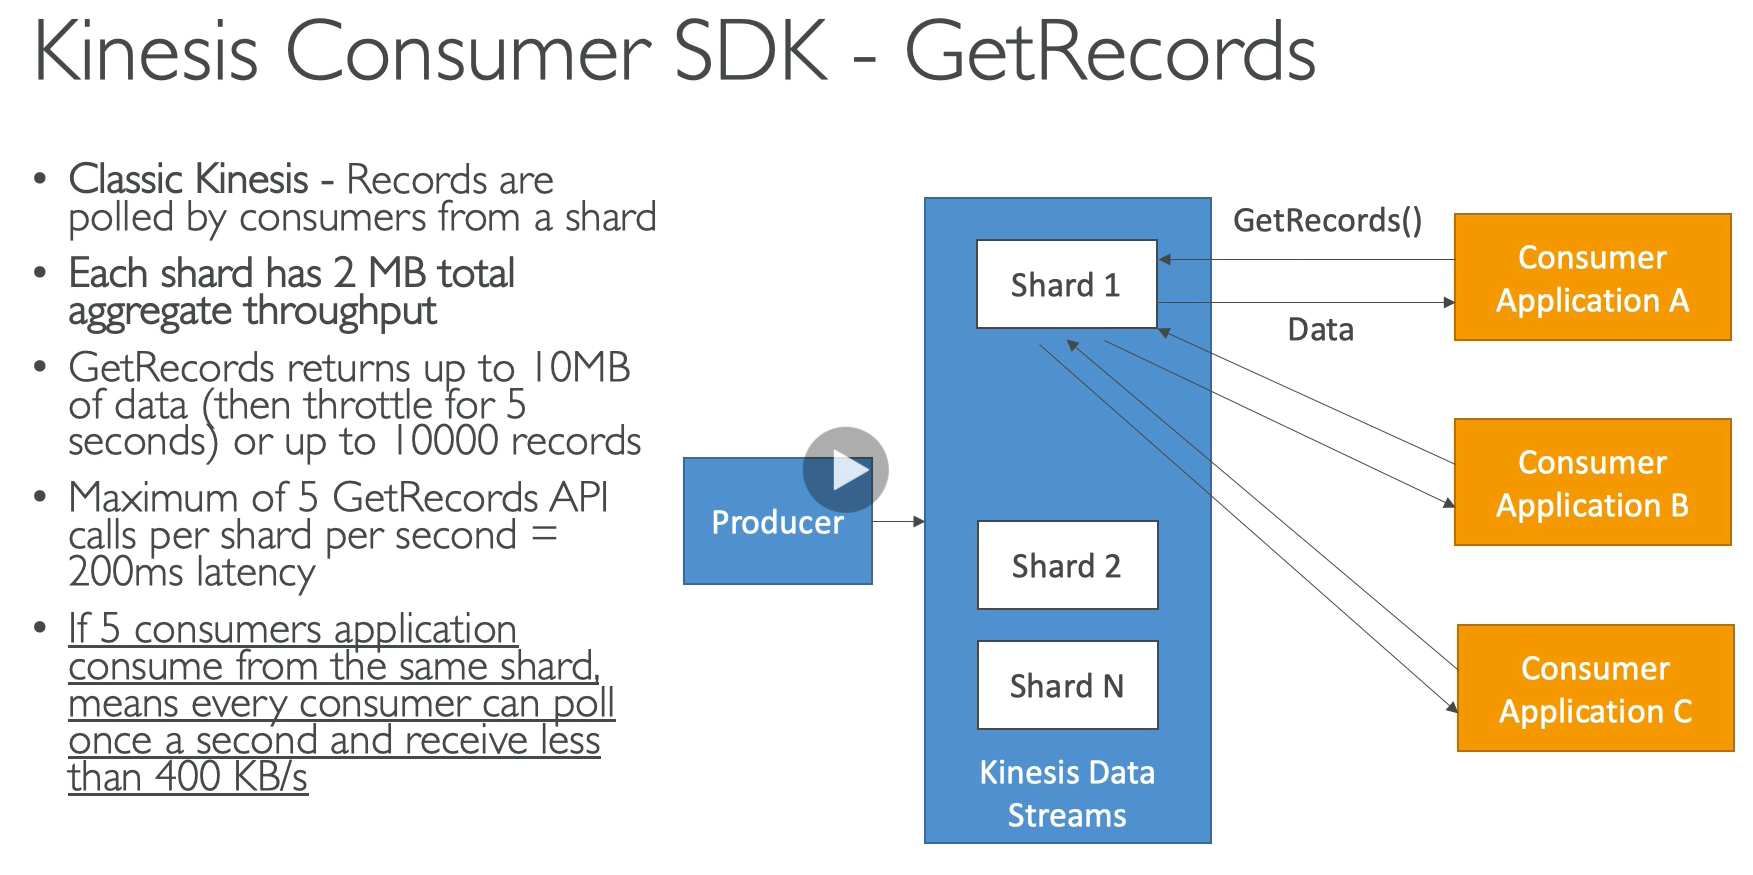 Kinesis Consumer SDK - GetRecords
• Classic Kinesis - Records are
polled by consumers from a shard
• Each shard has 2 MB total
aggregate throughput
• GetRecords returns up to 10MB
of data (then throttle for 5
seconds) or up to 10000 records
• Maximum of 5 GetRecords API
calls per shard per second =
200ms latency
• If 5 consumers application
consume from the same shard,
means every consumer can poll
once a second and receive less
than 400 KB/s
Producer
Shard 1
Shard 2
Shard N
Kinesis Data
Streams
GetRecords()
Data
Consumer
Application A
Consumer
Application B
Consumer
Application C